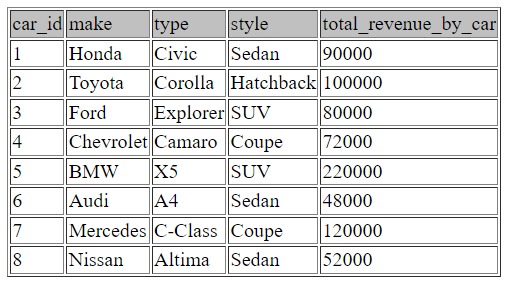 car_id make type style total_revenue_by_car
1 Honda Civic Sedan 90000
2 Toyota Corolla Hatchback 100000
3 Ford Explorer SUV 80000
4 Chevrolet Camaro Coupe 72000
5 BMW X5 SUV 220000
6 Audi A4 Sedan 48000
7 Mercedes C-Class Coupe 120000
8 Nissan Altima Sedan 52000